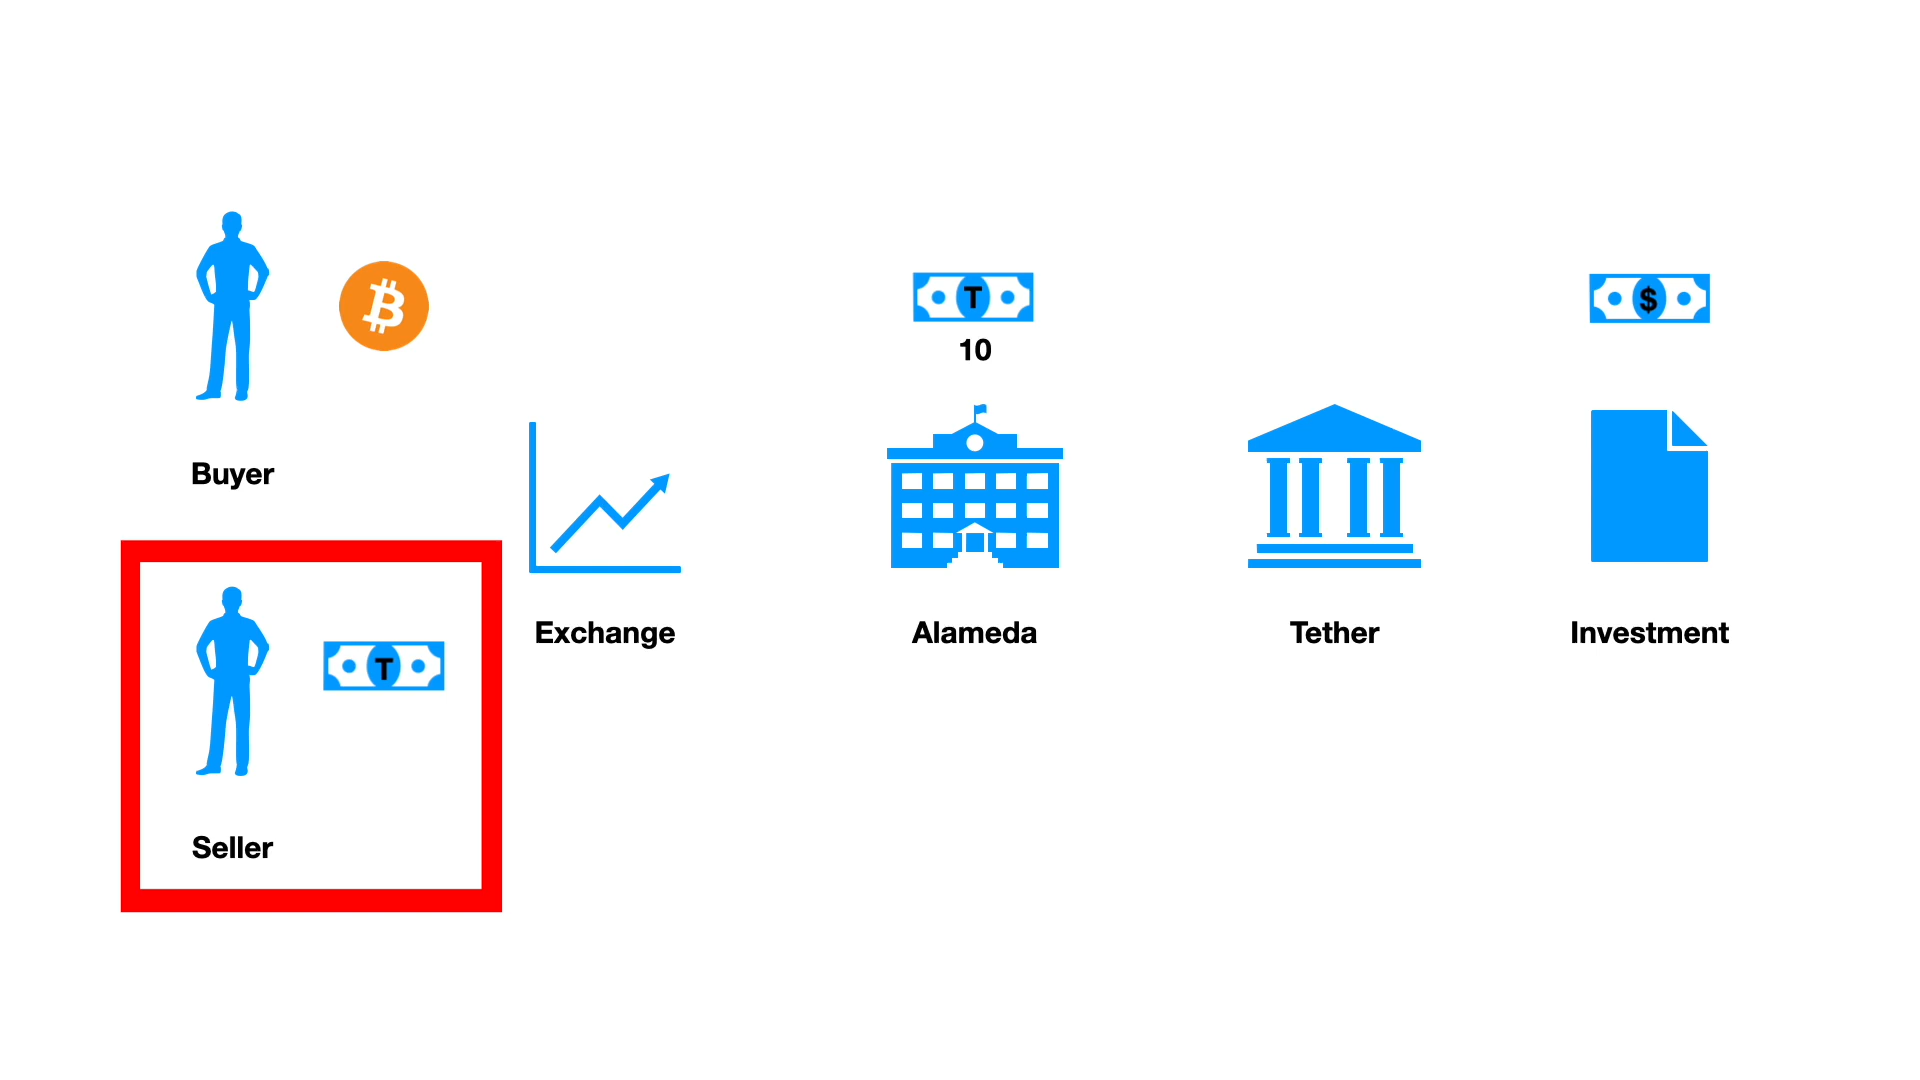 T
$
10
Buyer
Exchange
Alameda
Tether
Investment
T
Seller